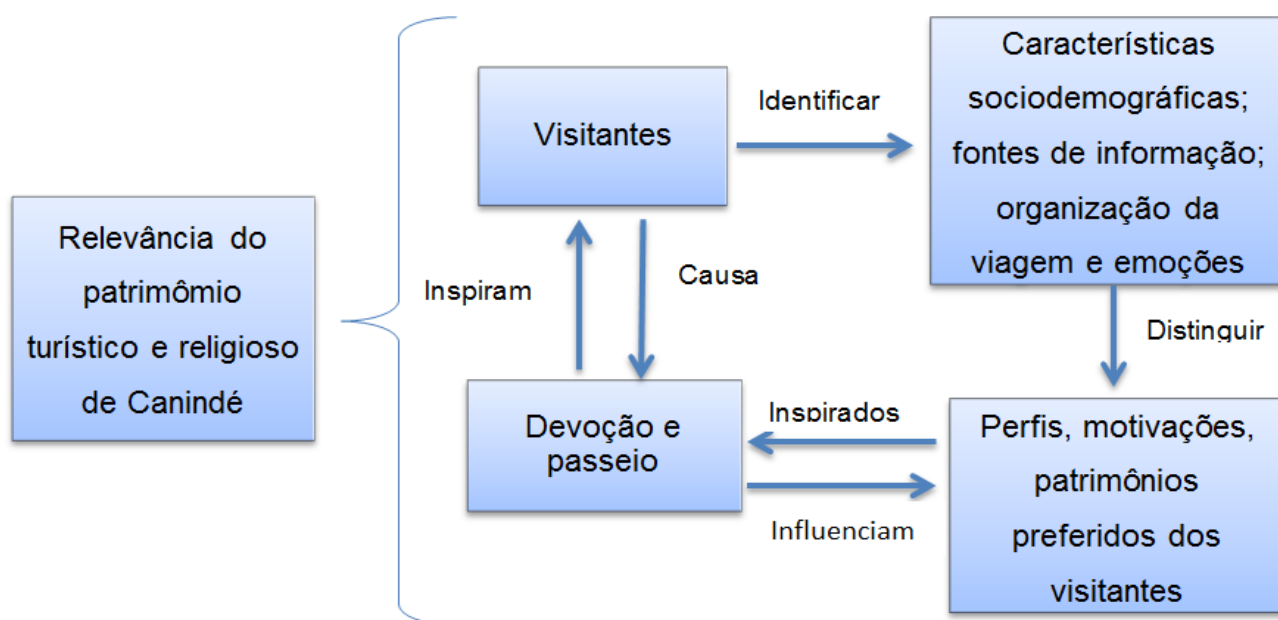 Relevância do
patrimômio
turístico e religioso
de Canindé
Visitantes
Identificar
Características
sociodemográficas;
fontes de informação;
organização da
viagem e emoções
Inspiram
Causa
Distinguir
Devoção e
passeio
Inspirados
Influenciam
Perfis, motivações,
patrimônios
preferidos dos
visitantes